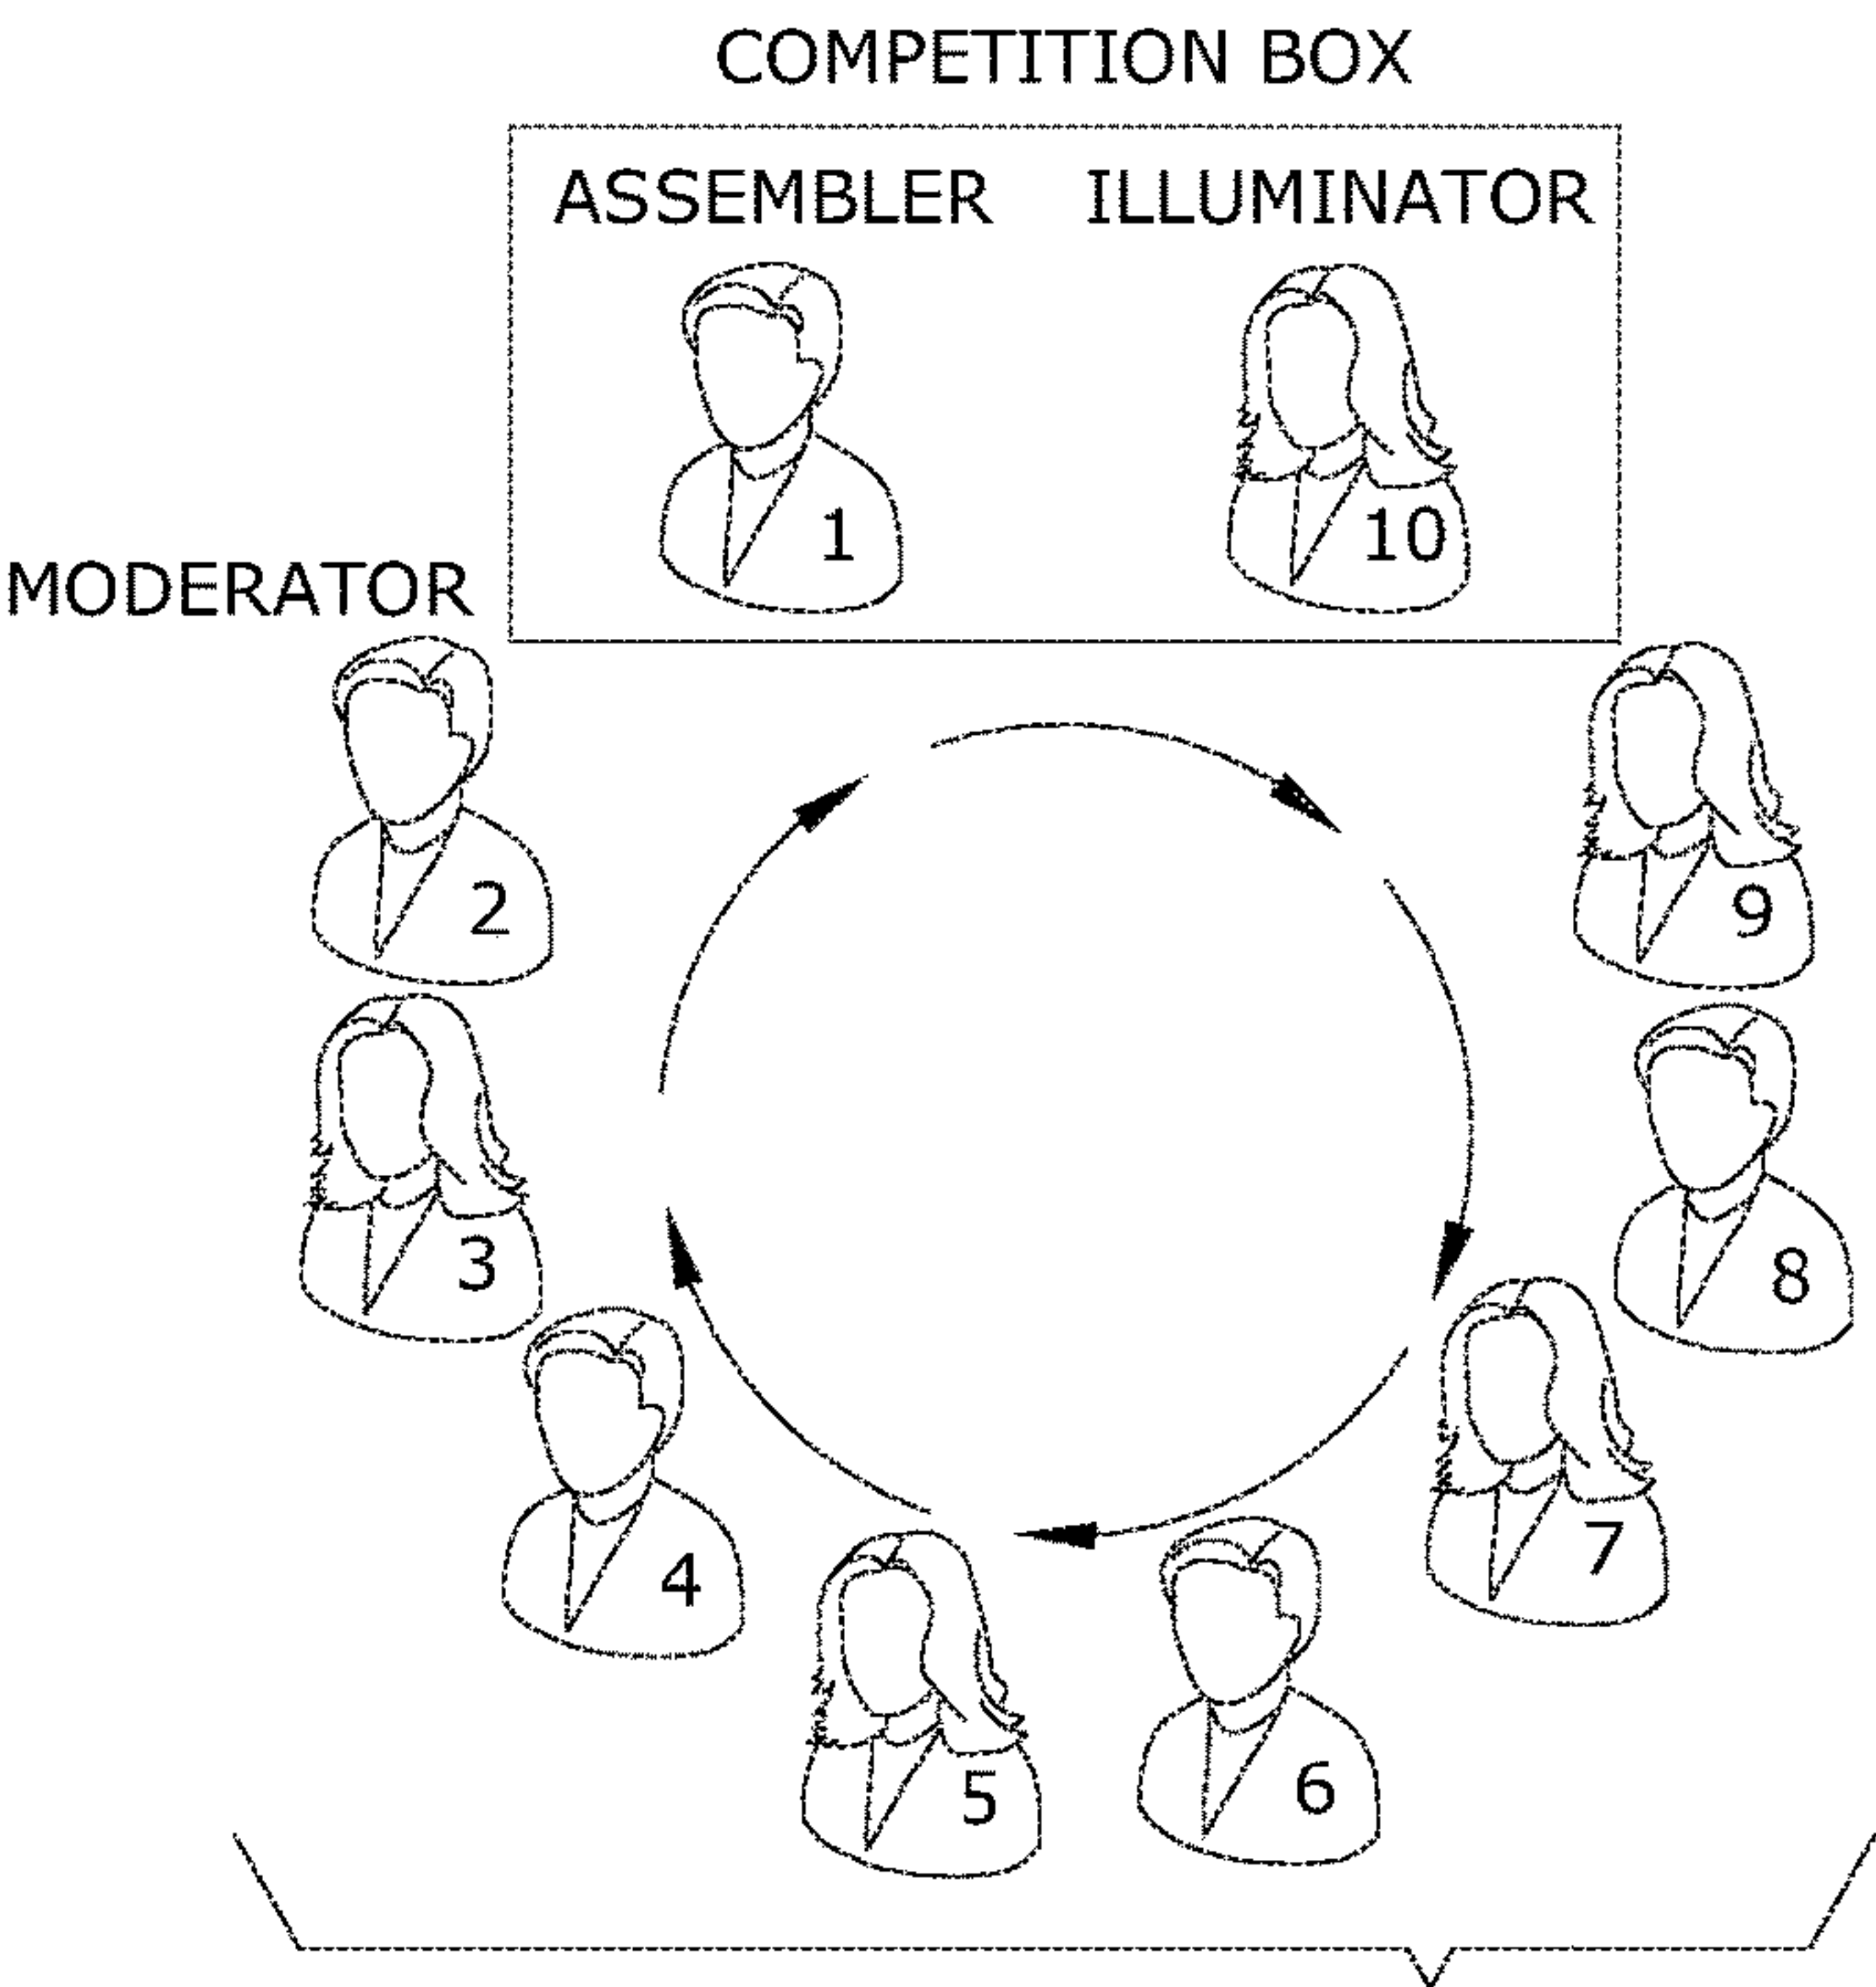 COMPETITION BOX
ASSEMBLER ILLUMINATOR
1 10
MODERATOR
2 9
3 8
4 7
5 6